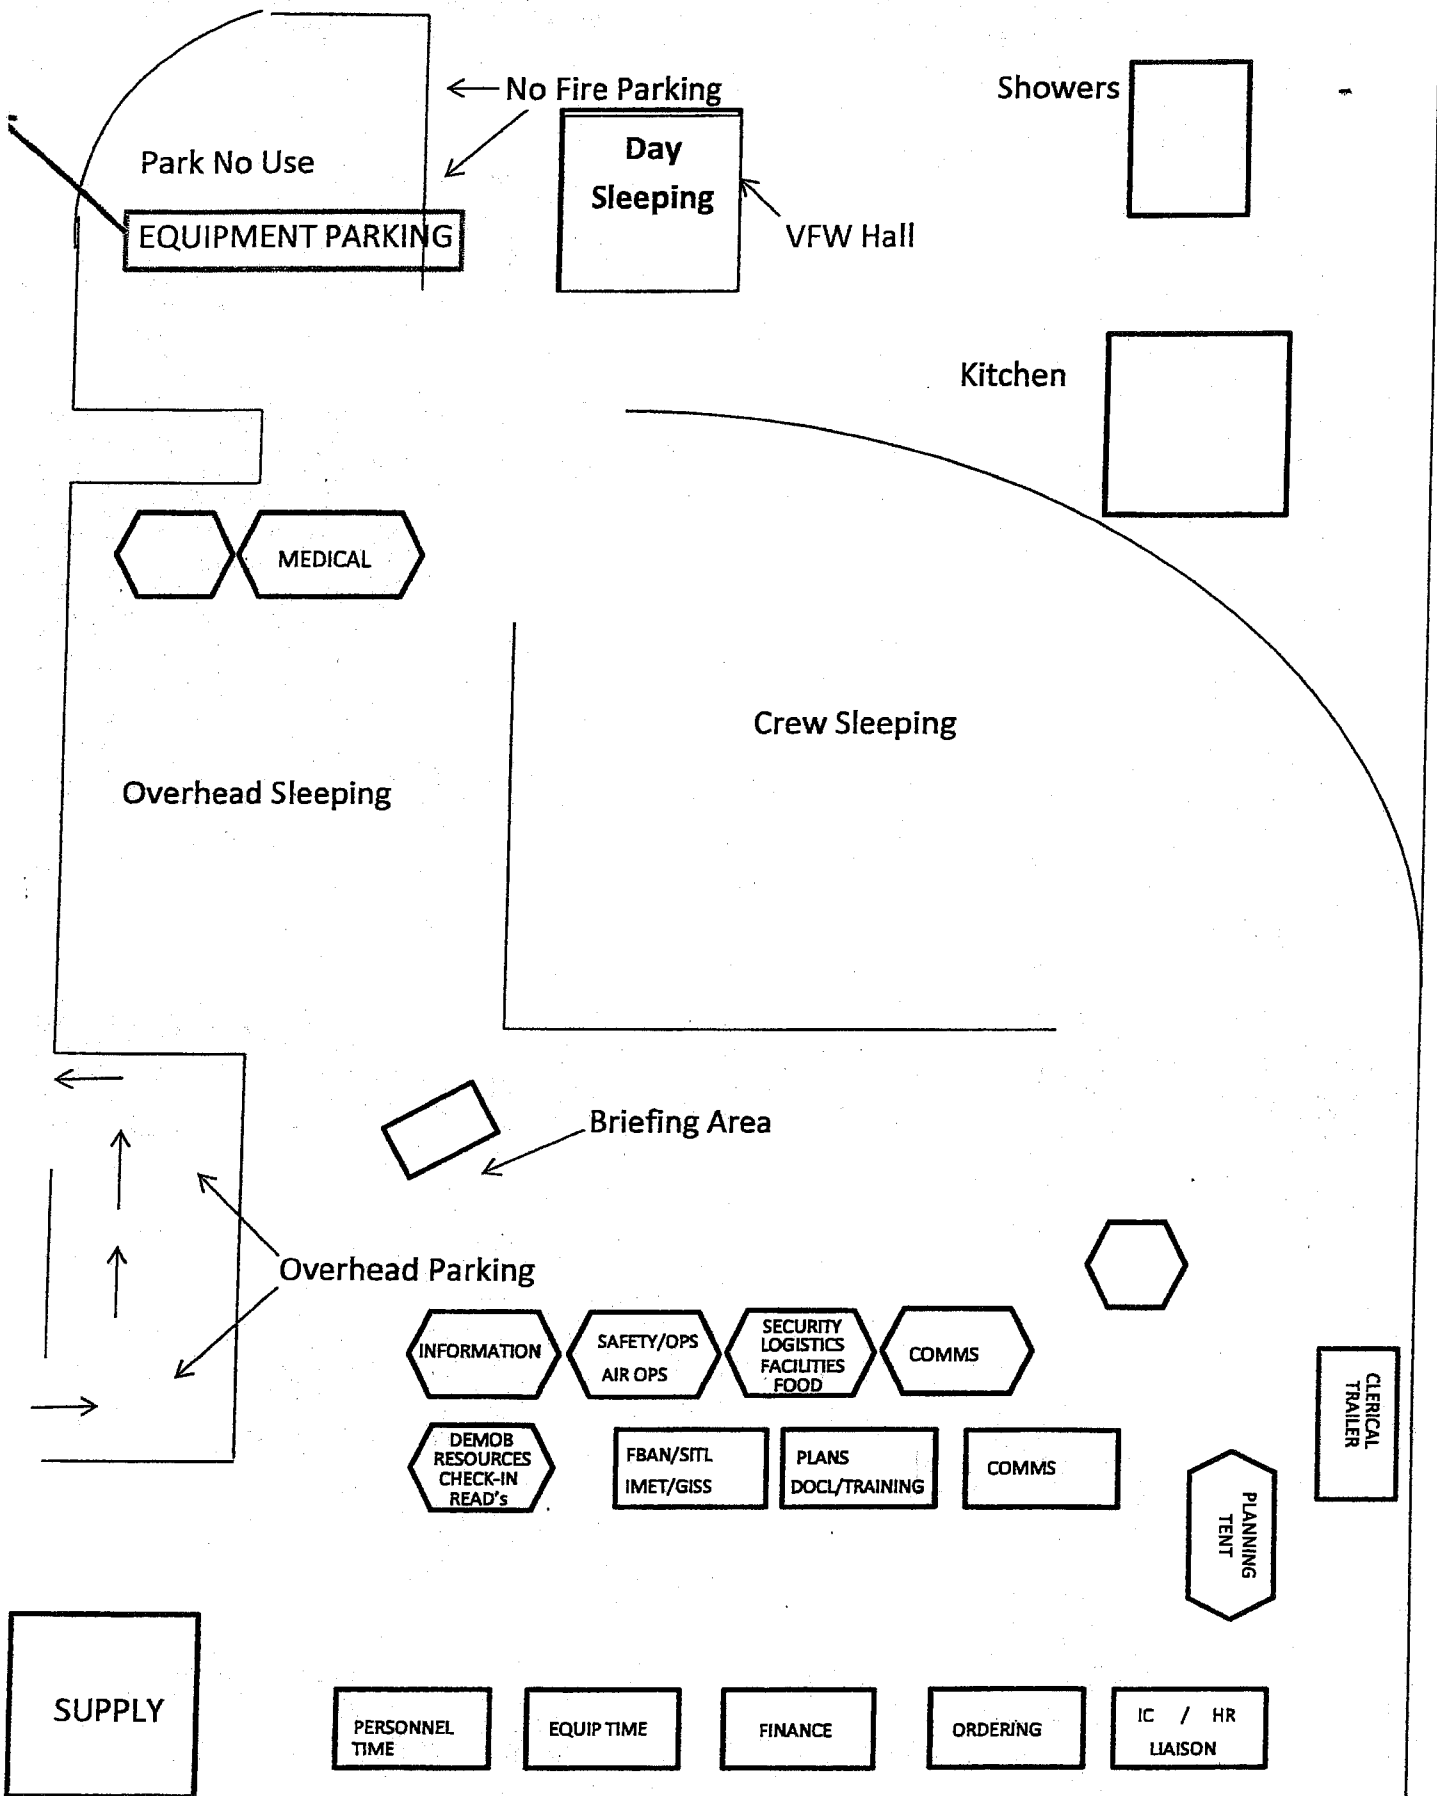 No Fire Parking
Showers
Park No Use
Day
Sleeping
EQUIPMENT PARKING
VFW Hall
Kitchen
MEDICAL
Crew Sleeping
Overhead Sleeping
Briefing Area
Overhead Parking
INFORMATION
SAFETY/OPS
AIR OPS
SECURITY
LOGISTICS
FACILITIES
FOOD
COMMS
CLERICAL
TRAILER
DEMOB
RESOURCES
CHECK-IN
READ's
FBAN/SITL
IMET/GISS
PLANS
DOCL/TRAINING
COMMS
PLANNING
TENT
SUPPLY
PERSONNEL
TIME
EQUIP TIME
FINANCE
ORDERING
IC / HR
LIAISON